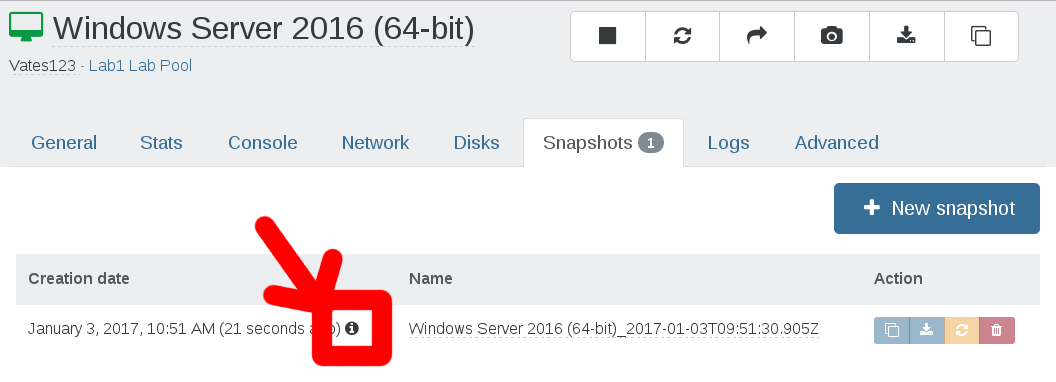 Windows Server 2016 (64-bit)
Vates123 - Lab1 Lab Pool
General Stats Console Network Disks Snapshots 1 Logs Advanced
+ New snapshot
Creation date Name Action
January 3, 2017, 10:51 AM (21 seconds Windows Server 2016 (64-bit)_2017-01-03T09:51:30.905Z